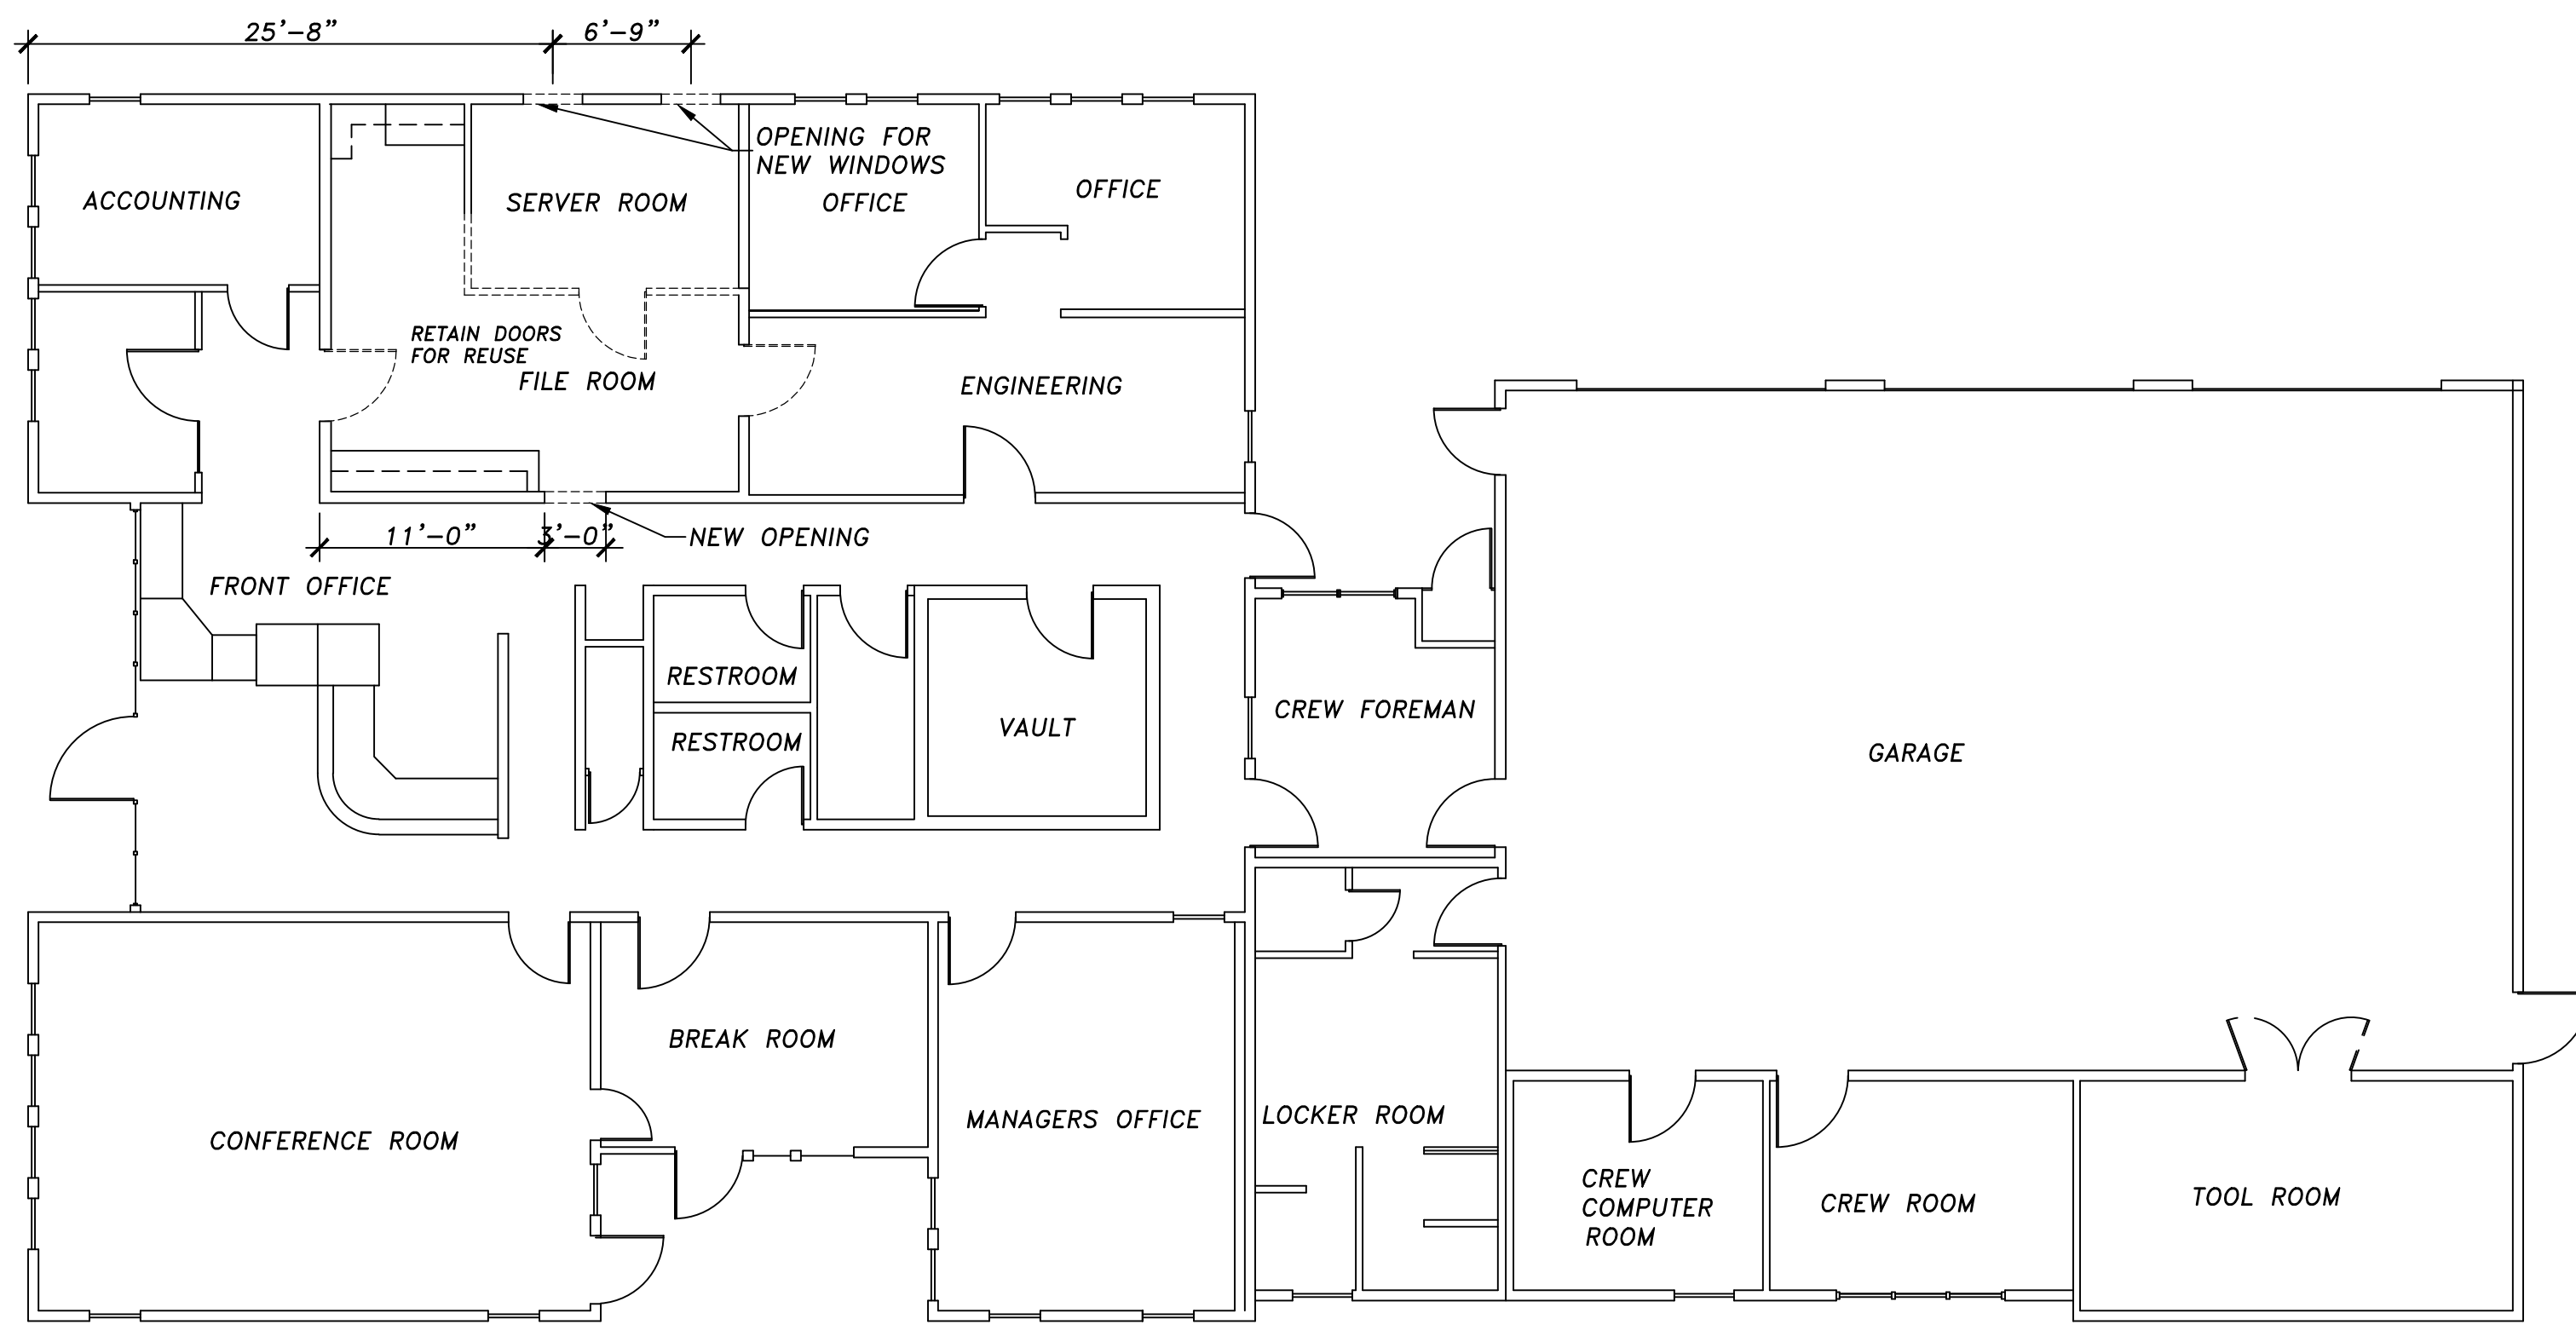 25'-8"
6'-9"
OPENING FOR
NEW WINDOWS
ACCOUNTING
SERVER ROOM
OFFICE
OFFICE
RETAIN DOORS
FOR REUSE
FILE ROOM
ENGINEERING
11'-0"
3'-0"
NEW OPENING
FRONT OFFICE
RESTROOM
RESTROOM
VAULT
CREW FOREMAN
GARAGE
BREAK ROOM
CONFERENCE ROOM
MANAGERS OFFICE
LOCKER ROOM
CREW
COMPUTER
ROOM
CREW ROOM
TOOL ROOM